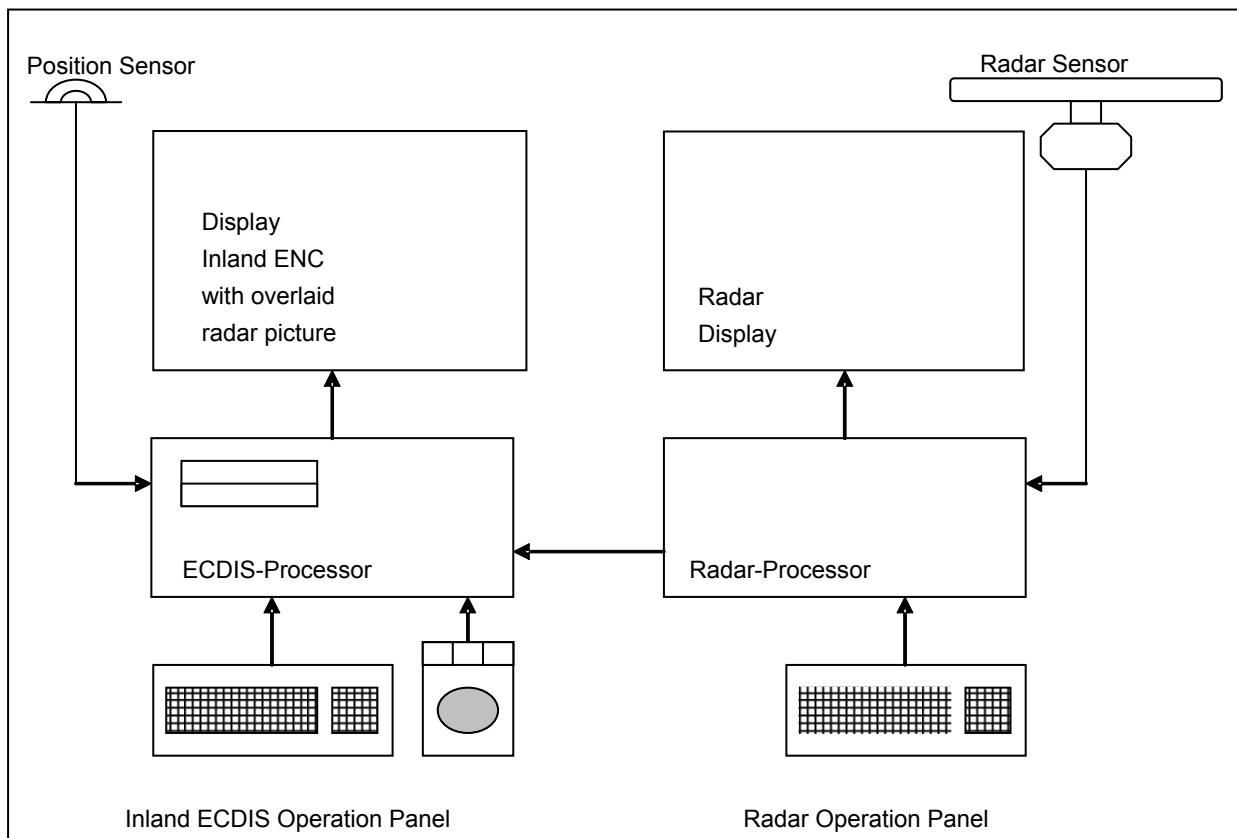 Position Sensor
Radar Sensor
Display
Inland ENC
with overlaid
radar picture
Radar
Display
ECDIS-Processor
Radar-Processor
Inland ECDIS Operation Panel
Radar Operation Panel